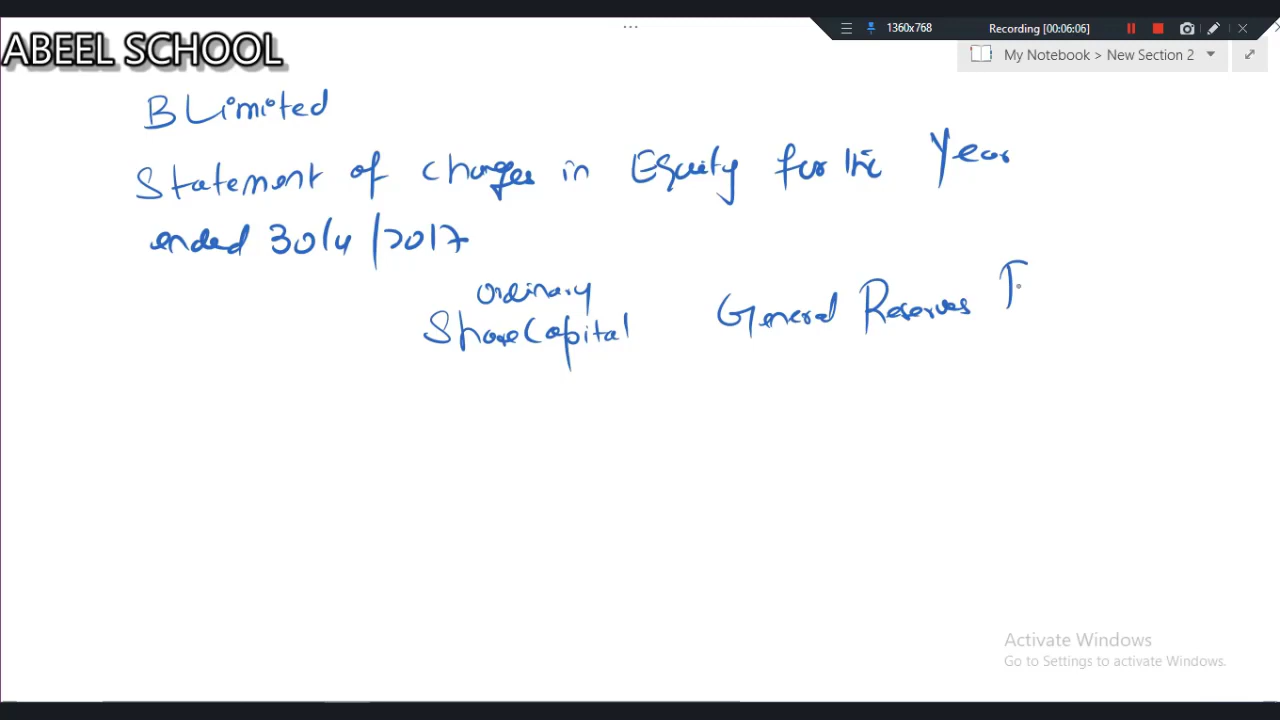 1360x768 Recording [00:06:06]
ABEEL SCHOOL
My Notebook > New Section 2
B Limited
Statement of changes in Equity for the Year
ended 30/4/2017
Ordinary
Share Capital General Reserves
Activate Windows
Go to Settings to activate Windows.